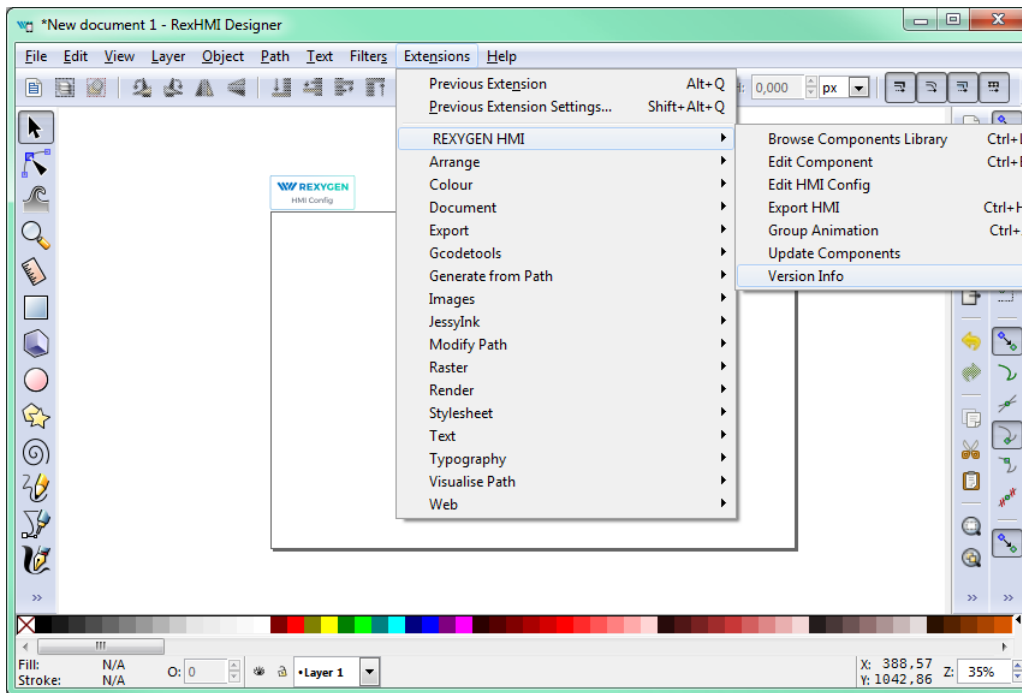 *New document 1 - RexHMI Designer
File Edit View Layer Object Path Text Filters Extensions Help
0,000 px
Previous Extension Alt+Q
Previous Extension Settings... Shift+Alt+Q
REXYGEN HMI
Arrange
Colour
Document
Export
Gcodetools
Generate from Path
Images
JessyInk
Modify Path
Raster
Render
Stylesheet
Text
Typography
Visualise Path
Web
Browse Components Library
Edit Component
Edit HMI Config
Export HMI
Group Animation
Update Components
Version Info
REXYGEN
HMI Config
Fill: N/A
Stroke: N/A
O: 0
•Layer 1
X: 388,57
Y: 1042,86
Z: 35%